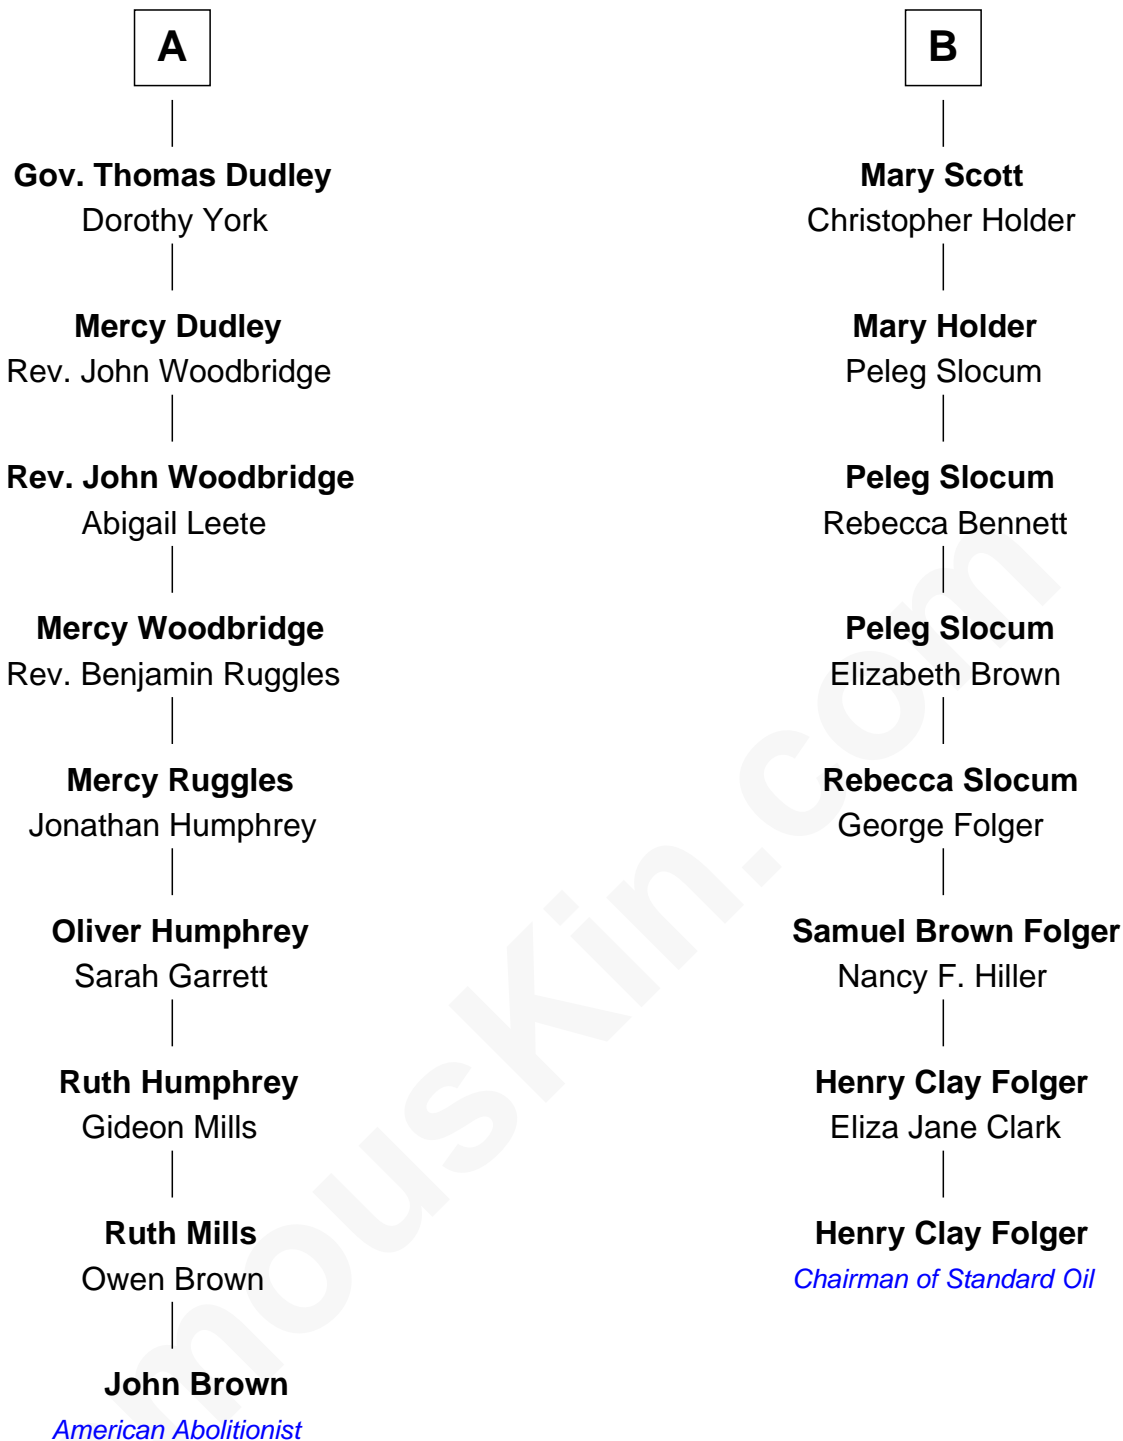 A
Gov. Thomas Dudley
Dorothy York
Mercy Dudley
Rev. John Woodbridge
Rev. John Woodbridge
Abigail Leete
Mercy Woodbridge
Rev. Benjamin Ruggles
Mercy Ruggles
Jonathan Humphrey
Oliver Humphrey
Sarah Garrett
Ruth Humphrey
Gideon Mills
Ruth Mills
Owen Brown
John Brown
American Abolitionist
B
Mary Scott
Christopher Holder
Mary Holder
Peleg Slocum
Peleg Slocum
Rebecca Bennett
Peleg Slocum
Elizabeth Brown
Rebecca Slocum
George Folger
Samuel Brown Folger
Nancy F. Hiller
Henry Clay Folger
Eliza Jane Clark
Henry Clay Folger
Chairman of Standard Oil
mousKin.com